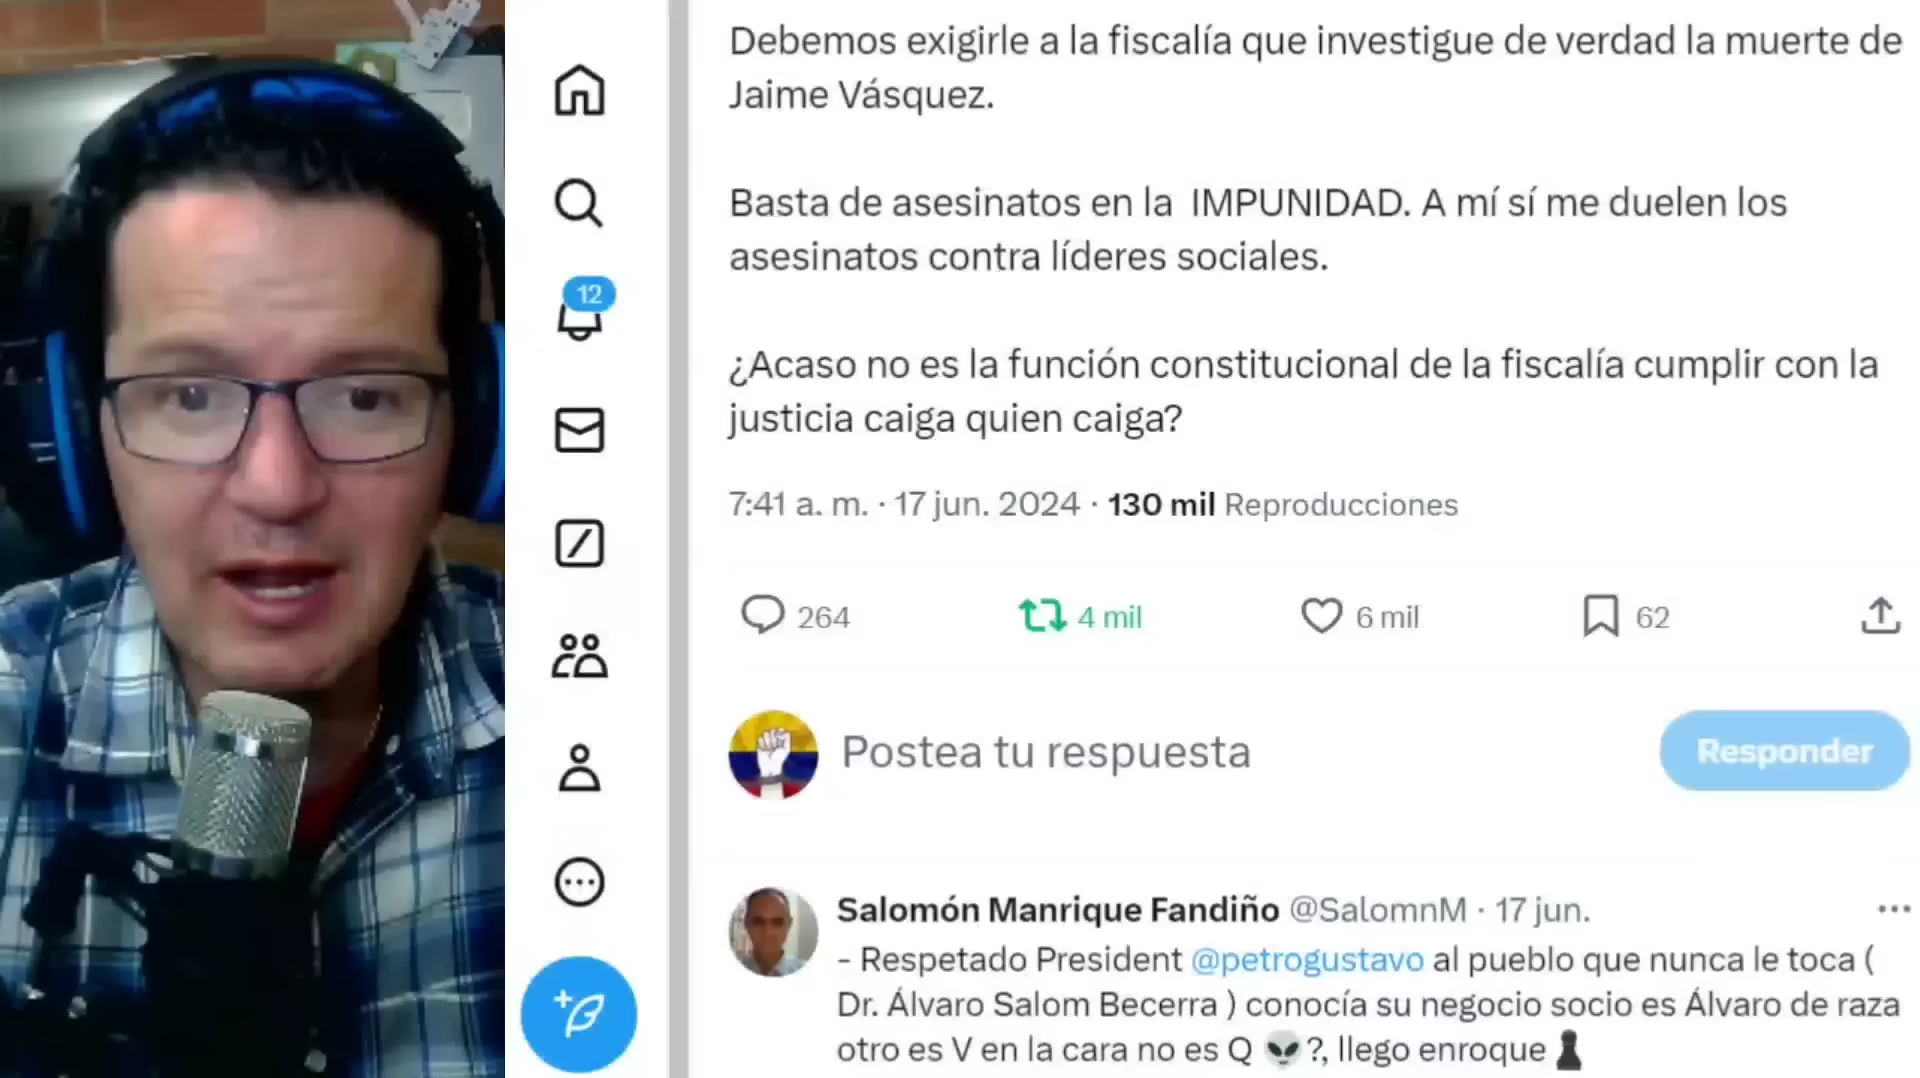 Debemos exigirle a la fiscalía que investigue de verdad la muerte de
Jaime Vásquez.
Basta de asesinatos en la IMPUNIDAD. A mí sí me duelen los
asesinatos contra líderes sociales.
¿Acaso no es la función constitucional de la fiscalía cumplir con la
justicia caiga quien caiga?
7:41 a. m. · 17 jun. 2024 · 130 mil Reproducciones
264 4 mil 6 mil 62
12
Postea tu respuesta
Responder
Salomón Manrique Fandiño @SalomnM · 17 jun.
- Respetado President @petrogustavo al pueblo que nunca le toca (
Dr. Álvaro Salom Becerra ) conocía su negocio socio es Álvaro de raza
otro es V en la cara no es Q 👽?, llego enroque♟